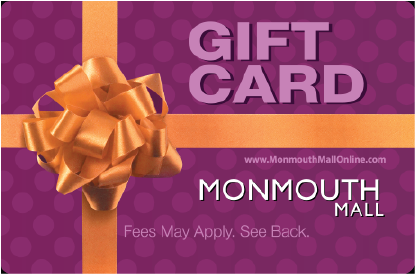 GIFT
CARD
www.MonmouthMallOnline.com
MONMOUTH
MALL
Fees May Apply. See Back.